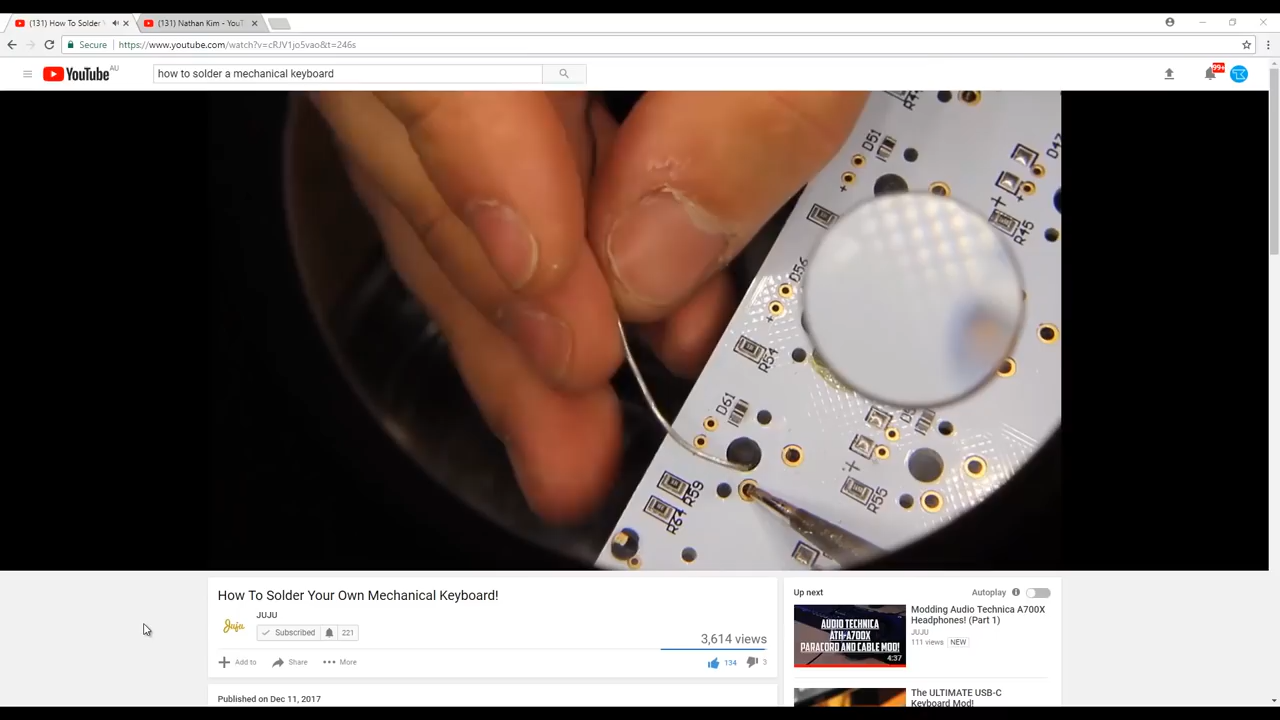 (131) How To Solder Y
(131) Nathan Kim - YouT
Secure
https://www.youtube.com/watch?v=cRJV1jo5vao&t=246s
YouTube AU
how to solder a mechanical keyboard
99+
D51
D47
R45
D56
R54
D61
R59
R64
R55
How To Solder Your Own Mechanical Keyboard!
JUJU
Juju
Subscribed 221
3,614 views
Add to Share More
134 3
Published on Dec 11, 2017
Up next
Autoplay
AUDIO TECHNICA
ATH-A700X
PARACORD AND CABLE MOD!
4:37
Modding Audio Technica A700X
Headphones! (Part 1)
JUJU
111 views NEW
The ULTIMATE USB-C
Keyboard Mod!